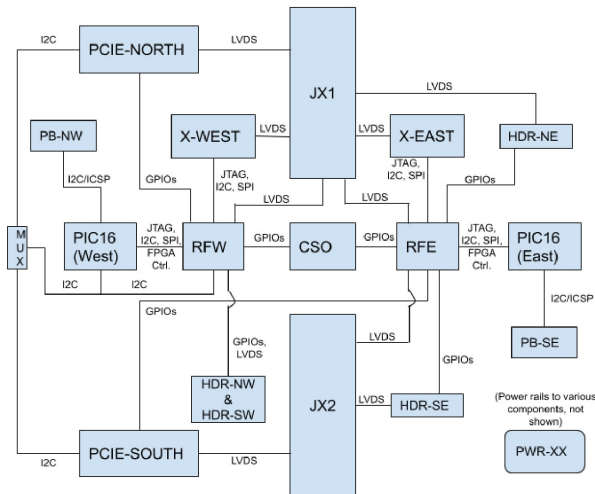 I2C
PCIE-NORTH
LVDS
JX1
LVDS
PB-NW
X-WEST
LVDS
LVDS
X-EAST
HDR-NE
I2C/ICSP
GPIOs
JTAG,
I2C, SPI
LVDS
LVDS
JTAG,
I2C, SPI
GPIOs
MUX
PIC16
(West)
JTAG,
I2C, SPI,
FPGA
Ctrl.
RFW
GPIOs
CSO
GPIOs
RFE
JTAG,
I2C, SPI,
FPGA
Ctrl.
PIC16
(East)
I2C
I2C
I2C
GPIOs
I2C/ICSP
GPIOs,
LVDS
LVDS
PB-SE
GPIOs
HDR-NW
&
HDR-SW
JX2
LVDS
HDR-SE
(Power rails to various
components, not
shown)
PWR-XX
I2C
PCIE-SOUTH
LVDS